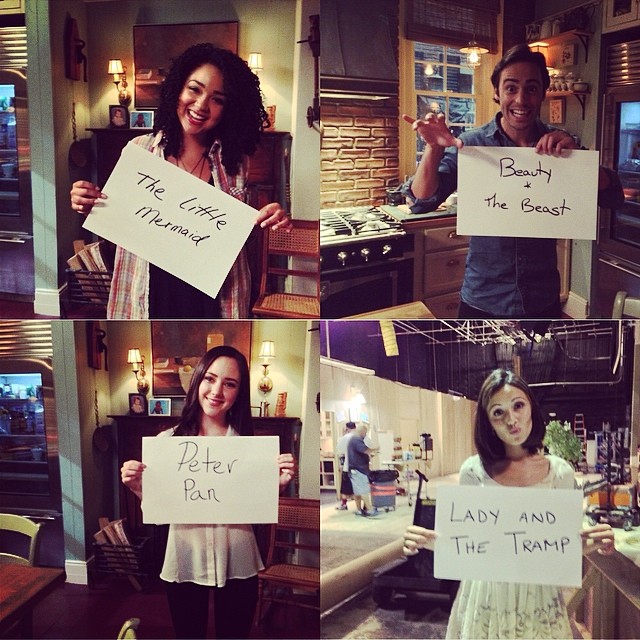 The Little
Mermaid
Beauty
&
The Beast
Peter
Pan
LADY AND
THE TRAMP